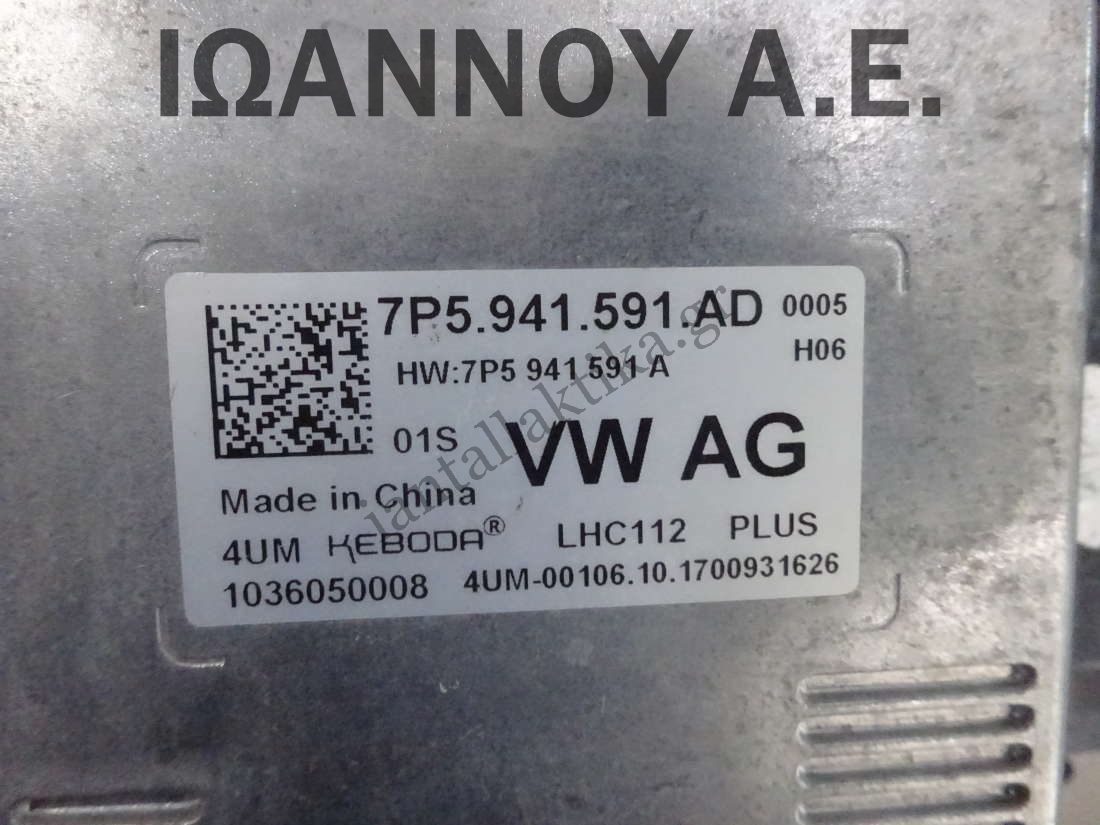 ΙΩΑΝΝΟΥ Α.Ε.
7P5.941.591.AD 0005
HW:7P5 941 591 A H06
01S VW AG
Made in China
4UM KEBODA® LHC112 PLUS
1036050008 4UM-00106.10.1700931626
iantallaktika.gr